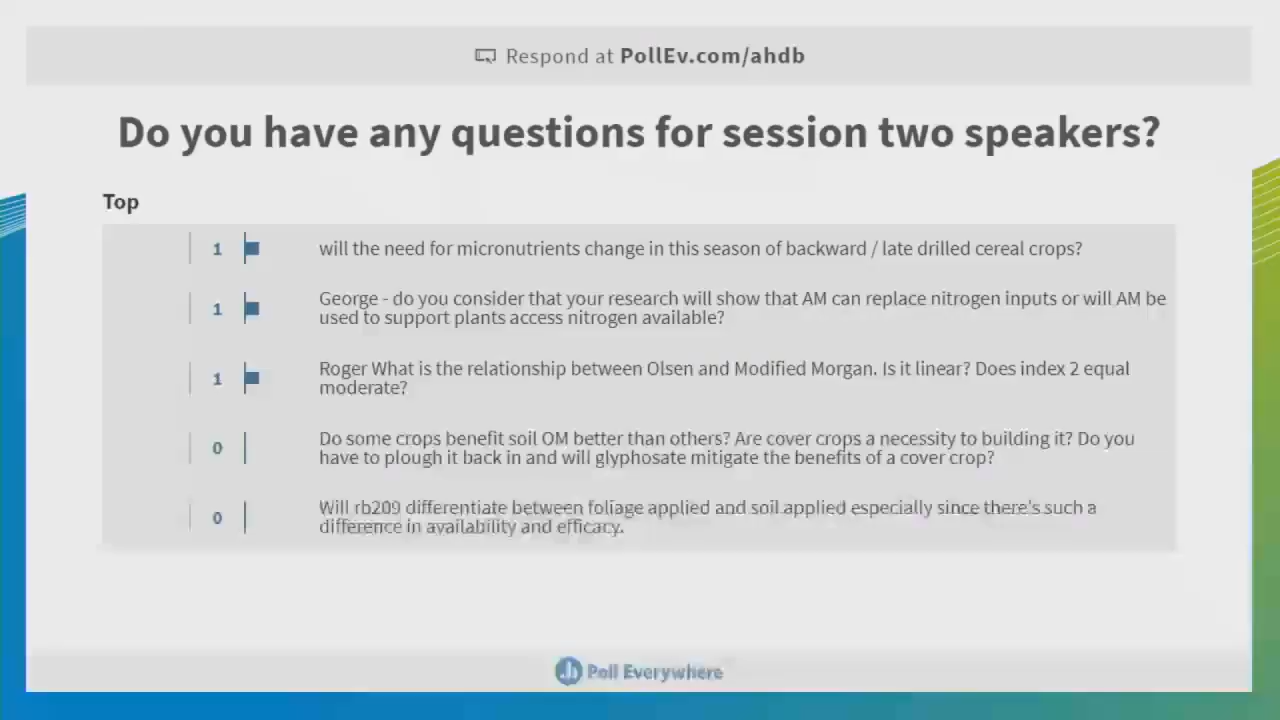 Respond at PollEv.com/ahdb
Do you have any questions for session two speakers?
Top
1 will the need for micronutrients change in this season of backward / late drilled cereal crops?
1 George - do you consider that your research will show that AM can replace nitrogen inputs or will AM be
used to support plants access nitrogen available?
1 Roger What is the relationship between Olsen and Modified Morgan. Is it linear? Does index 2 equal
moderate?
0 Do some crops benefit soil OM better than others? Are cover crops a necessity to building it? Do you
have to plough it back in and will glyphosate mitigate the benefits of a cover crop?
0 Will rb209 differentiate between foliage applied and soil applied especially since there's such a
difference in availability and efficacy.
Poll Everywhere